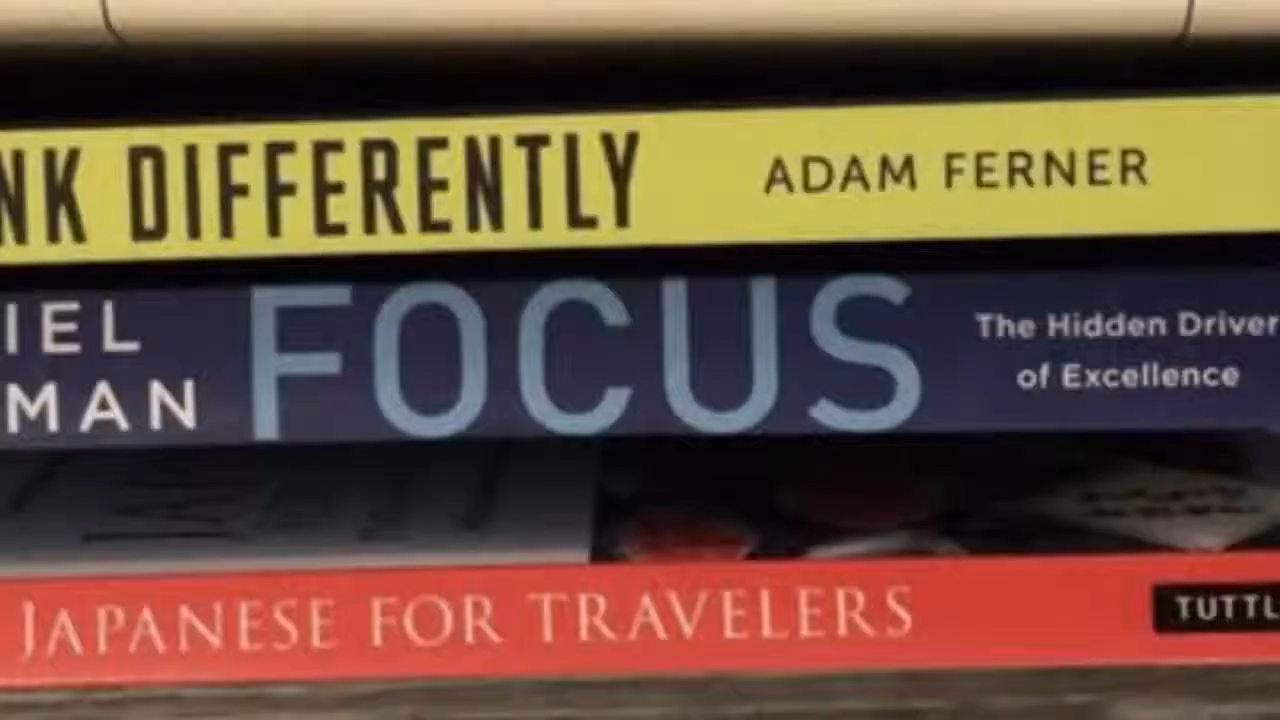 NK DIFFERENTLY ADAM FERNER
IEL
MAN
FOCUS
The Hidden Driver
of Excellence
JAPANESE FOR TRAVELERS TUTTL